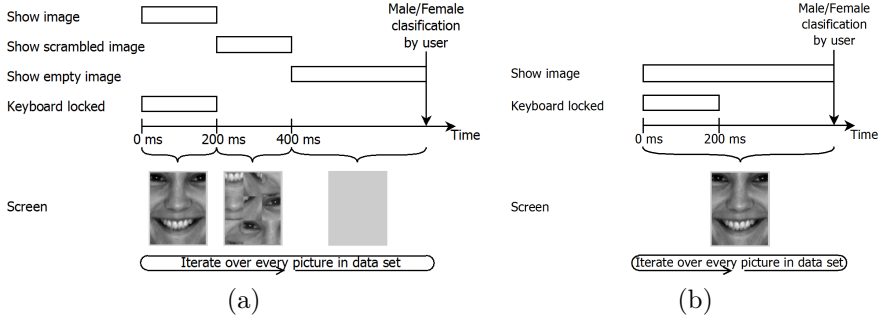 Show image
Show scrambled image
Show empty image
Keyboard locked
Male/Female
clasification
by user
0 ms
200 ms
400 ms
Time
Screen
Iterate over every picture in data set
(a)
Male/Female
clasification
by user
Show image
Keyboard locked
0 ms
200 ms
Time
Screen
Iterate over every picture in data set
(b)